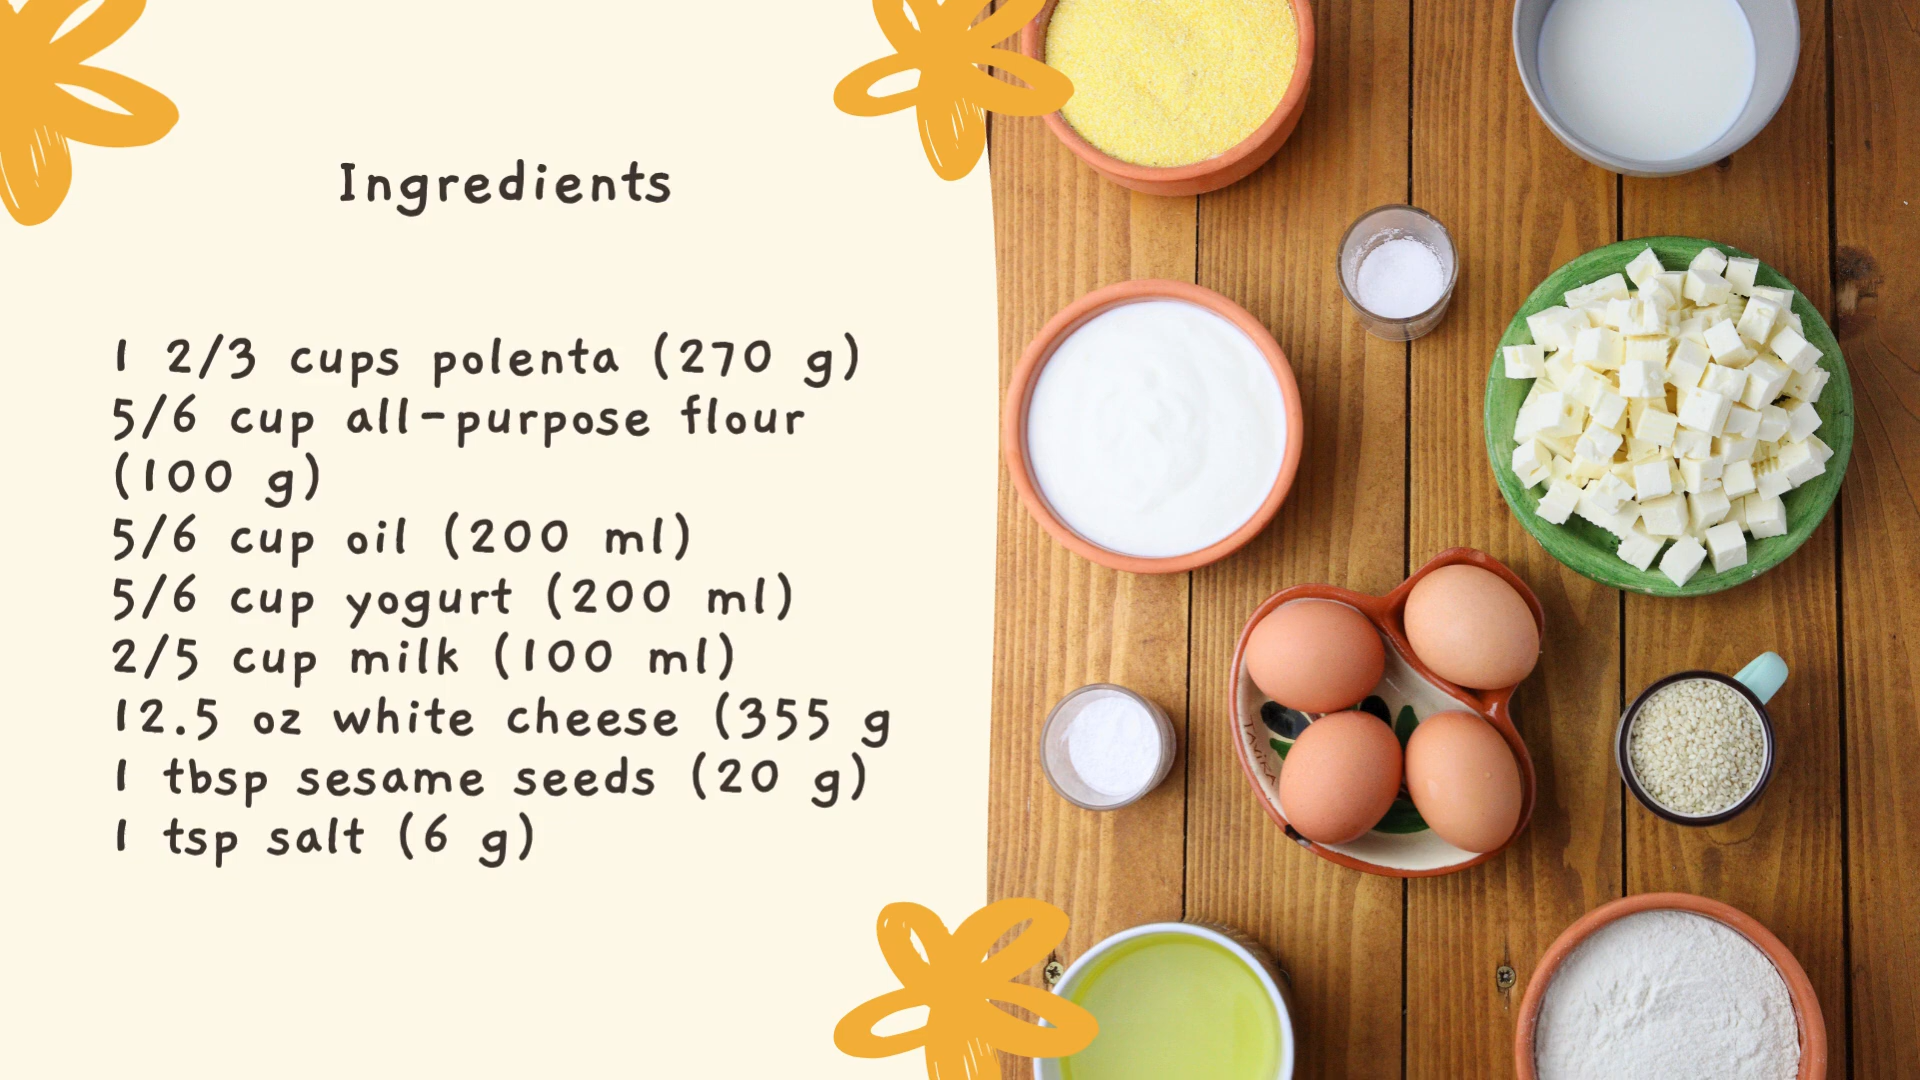 Ingredients
1 2/3 cups polenta (270 g)
5/6 cup all-purpose flour
(100 g)
5/6 cup oil (200 ml)
5/6 cup yogurt (200 ml)
2/5 cup milk (100 ml)
12.5 oz white cheese (355 g
1 tbsp sesame seeds (20 g)
1 tsp salt (6 g)
TAVIRA